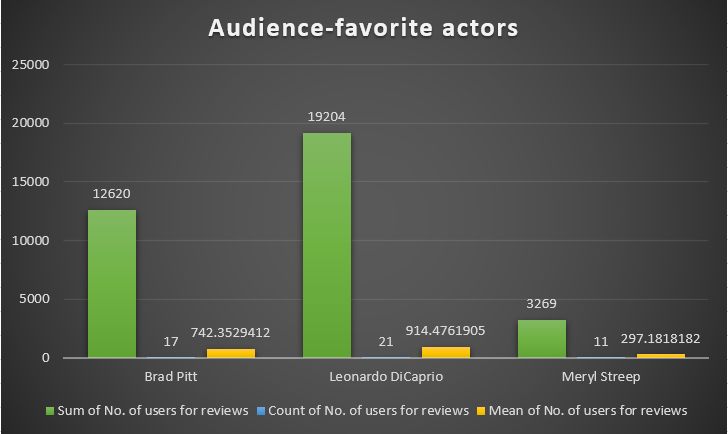 Audience-favorite actors
25000
20000
15000
10000
5000
0
12620
17
742.3529412
19204
21
914.4761905
3269
11
297.1818182
Brad Pitt
Leonardo DiCaprio
Meryl Streep
Sum of No. of users for reviews
Count of No. of users for reviews
Mean of No. of users for reviews